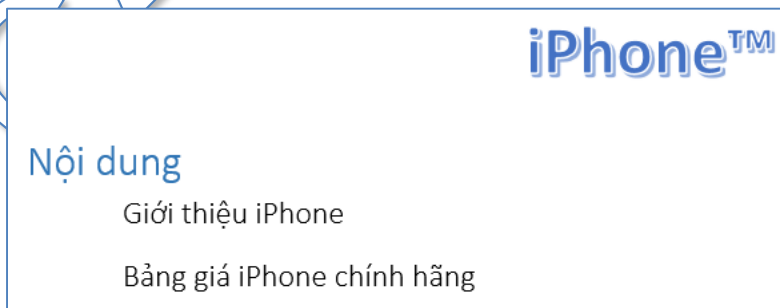 iPhone™
Nội dung
Giới thiệu iPhone
Bảng giá iPhone chính hãng